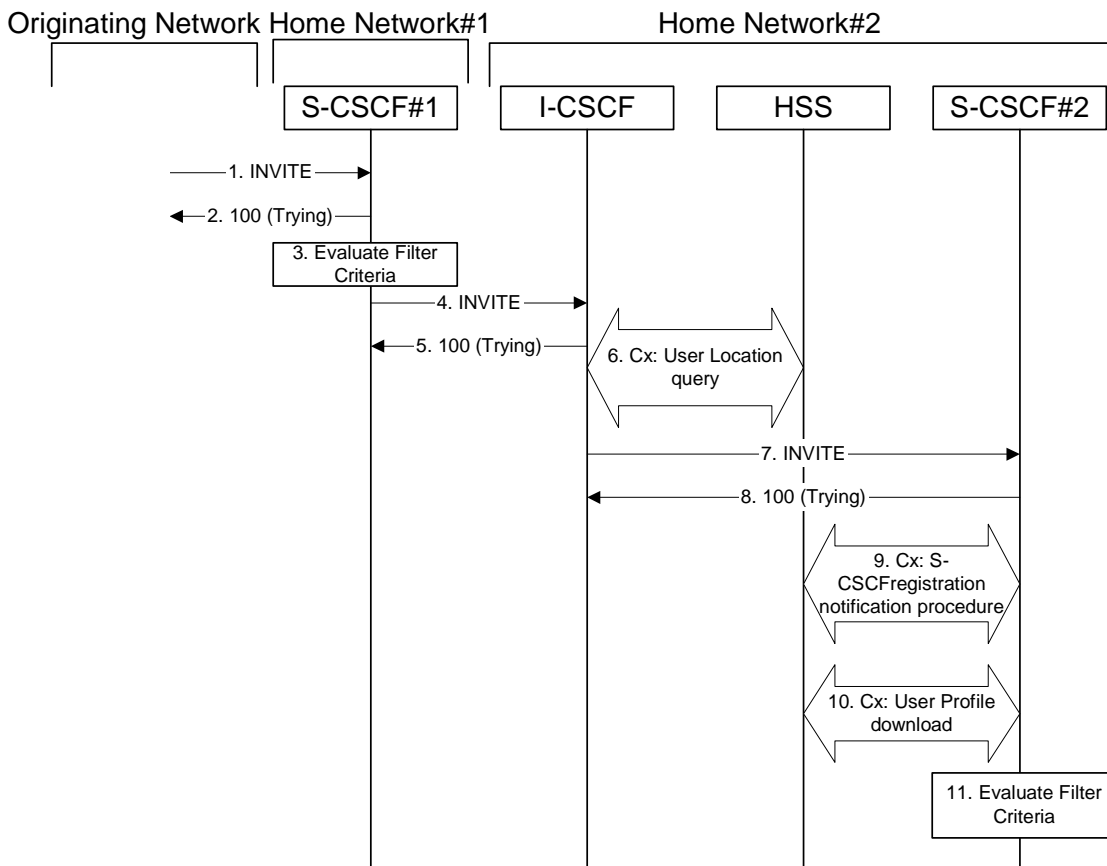 Originating Network Home Network#1 Home Network#2
S-CSCF#1 I-CSCF HSS S-CSCF#2
1. INVITE
2. 100 (Trying)
3. Evaluate Filter
Criteria
4. INVITE
5. 100 (Trying)
6. Cx: User Location
query
7. INVITE
8. 100 (Trying)
9. Cx: S-
CSCFregistration
notification procedure
10. Cx: User Profile
download
11. Evaluate Filter
Criteria